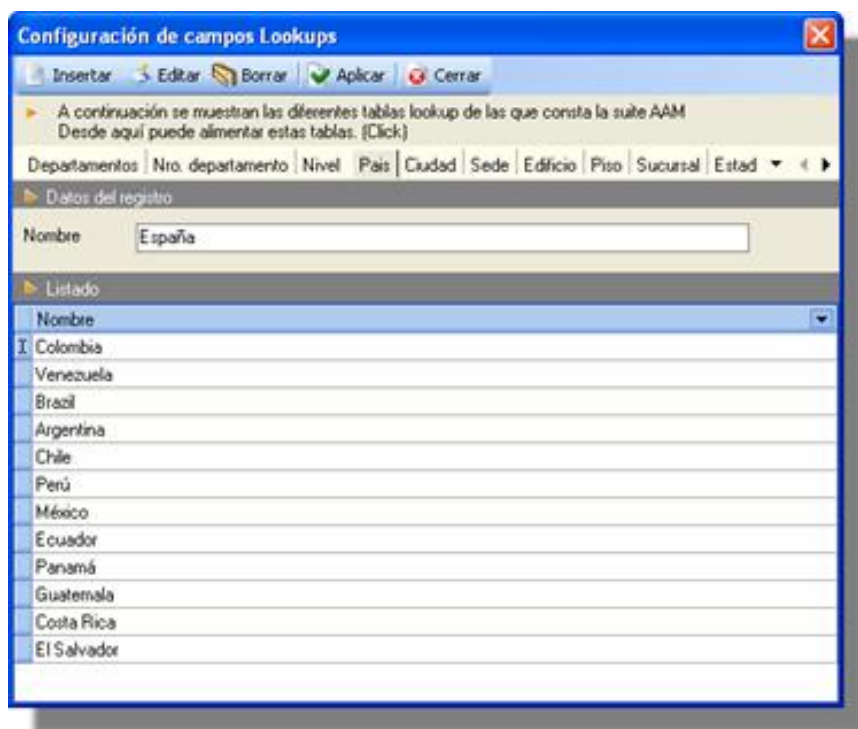 Configuración de campos Lookups
Insertar Editar Borrar Aplicar Cerrar
A continuación se muestran las diferentes tablas lookup de las que consta la suite AAM
Desde aquí puede alimentar estas tablas. (Click)
Departamentos Nro. departamento Nivel Pais Ciudad Sede Edificio Piso Sucursal Estad
Datos del registro
Nombre España
Listado
Nombre
Colombia
Venezuela
Brazil
Argentina
Chile
Perú
México
Ecuador
Panamá
Guatemala
Costa Rica
El Salvador